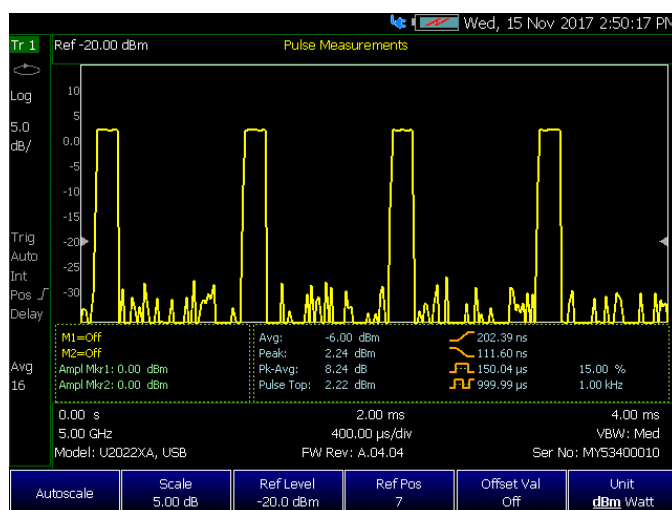 Wed, 15 Nov 2017 2:50:17 PM
Tr 1 Ref -20.00 dBm Pulse Measurements
Log
5.0
dB/
Trig
Auto
Int
Pos
Delay
Avg
16
10
5
0.0
-5
-10
-15
-20
-25
-30
M1=Off
M2=Off
Ampl Mkr1: 0.00 dBm
Ampl Mkr2: 0.00 dBm
Avg: -6.00 dBm 202.39 ns
Peak: 2.24 dBm 111.60 ns
Pk-Avg: 8.24 dB 150.04 µs 15.00 %
Pulse Top: 2.22 dBm 999.99 µs 1.00 kHz
0.00 s 2.00 ms 4.00 ms
5.00 GHz 400.00 µs/div VBW: Med
Model: U2022XA, USB FW Rev: A.04.04 Ser No: MY53400010
Autoscale
Scale
5.00 dB
Ref Level
-20.0 dBm
Ref Pos
7
Offset Val
Off
Unit
dBm Watt